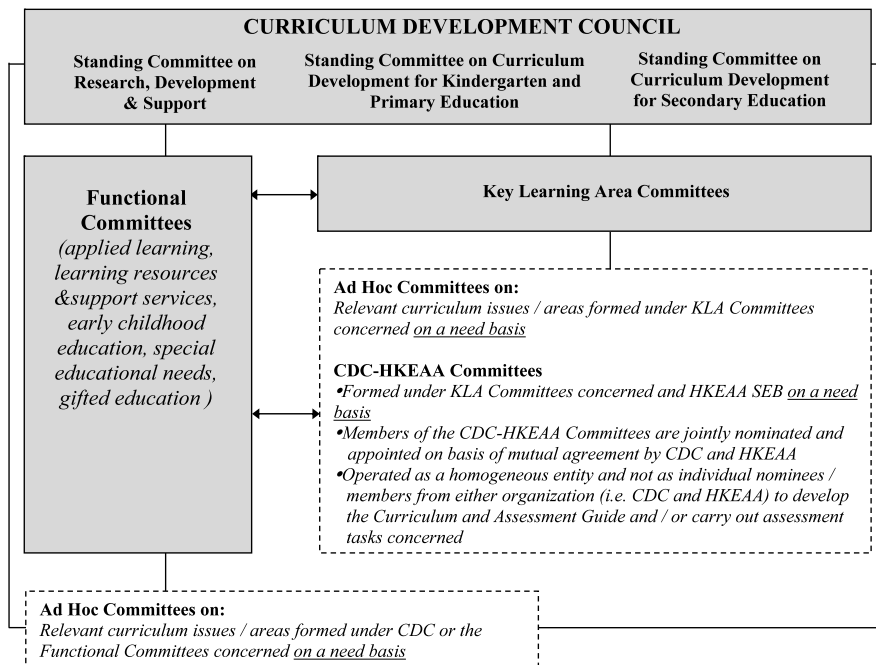 CURRICULUM DEVELOPMENT COUNCIL
Standing Committee on
Research, Development
& Support
Standing Committee on Curriculum
Development for Kindergarten and
Primary Education
Standing Committee on
Curriculum Development
for Secondary Education
Functional
Committees
(applied learning,
learning resources
&support services,
early childhood
education, special
educational needs,
gifted education )
Key Learning Area Committees
Ad Hoc Committees on:
Relevant curriculum issues / areas formed under KLA Committees
concerned on a need basis
CDC-HKEAA Committees
•Formed under KLA Committees concerned and HKEAA SEB on a need
basis
•Members of the CDC-HKEAA Committees are jointly nominated and
appointed on basis of mutual agreement by CDC and HKEAA
•Operated as a homogeneous entity and not as individual nominees /
members from either organization (i.e. CDC and HKEAA) to develop
the Curriculum and Assessment Guide and / or carry out assessment
tasks concerned
Ad Hoc Committees on:
Relevant curriculum issues / areas formed under CDC or the
Functional Committees concerned on a need basis